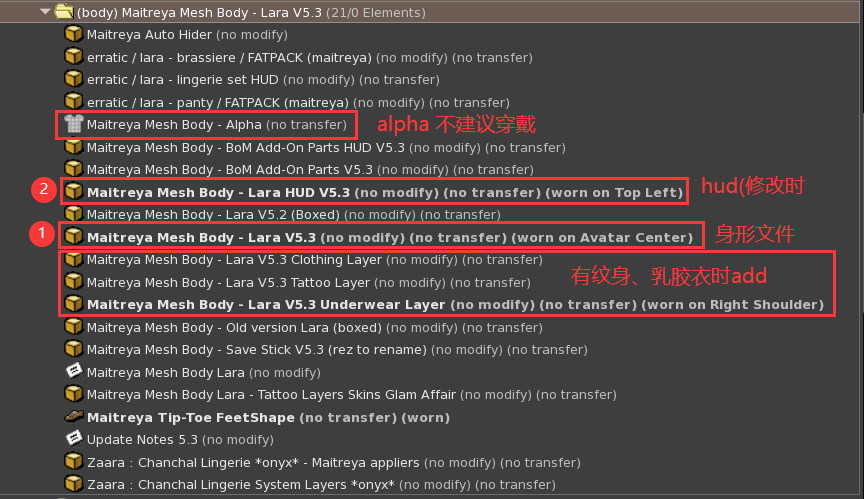 (body) Maitreya Mesh Body - Lara V5.3 (21/0 Elements)
Maitreya Auto Hider (no modify)
erratic / lara - brassiere / FATPACK (maitreya) (no modify) (no transfer)
erratic / lara - lingerie set HUD (no modify) (no transfer)
erratic / lara - panty / FATPACK (maitreya) (no modify) (no transfer)
Maitreya Mesh Body - Alpha (no transfer) alpha 不建议穿戴
Maitreya Mesh Body - BoM Add-On Parts HUD V5.3 (no modify) (no transfer)
Maitreya Mesh Body - BoM Add-On Parts V5.3 (no modify) (no transfer)
2 Maitreya Mesh Body - Lara HUD V5.3 (no modify) (no transfer) (worn on Top Left) hud(修改时
Maitreya Mesh Body - Lara V5.2 (Boxed) (no modify) (no transfer)
1 Maitreya Mesh Body - Lara V5.3 (no modify) (no transfer) (worn on Avatar Center) 身形文件
Maitreya Mesh Body - Lara V5.3 Clothing Layer (no modify) (no transfer)
Maitreya Mesh Body - Lara V5.3 Tattoo Layer (no modify) (no transfer) 有纹身、乳胶衣时add
Maitreya Mesh Body - Lara V5.3 Underwear Layer (no modify) (no transfer) (worn on Right Shoulder)
Maitreya Mesh Body - Old version Lara (boxed) (no modify) (no transfer)
Maitreya Mesh Body - Save Stick V5.3 (rez to rename) (no modify) (no transfer)
Maitreya Mesh Body Lara (no modify)
Maitreya Mesh Body Lara - Tattoo Layers Skins Glam Affair (no modify) (no transfer)
Maitreya Tip-Toe FeetShape (no transfer) (worn)
Update Notes 5.3 (no modify)
Zaara : Chanchal Lingerie *onyx* - Maitreya appliers (no modify) (no transfer)
Zaara : Chanchal Lingerie System Layers *onyx* (no modify) (no transfer)